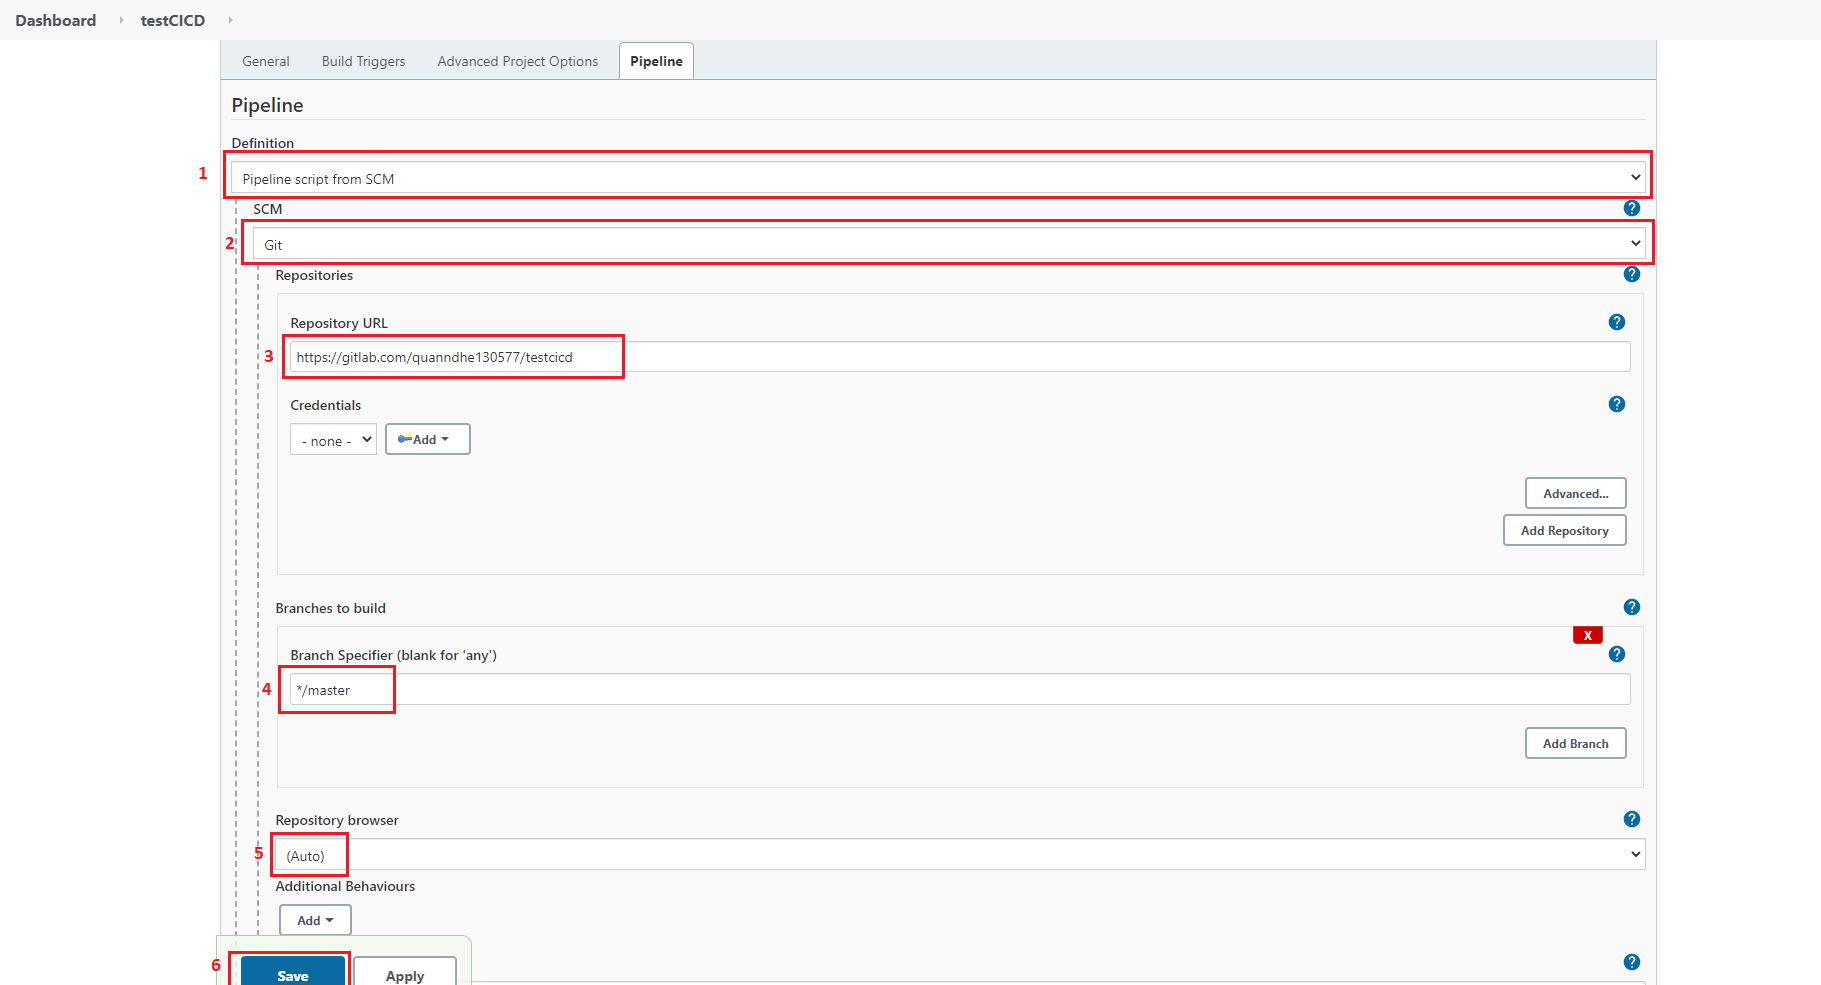 Dashboard testCICD
General Build Triggers Advanced Project Options Pipeline
Pipeline
Definition
1
Pipeline script from SCM
SCM
?
2
Git
Repositories
?
Repository URL
?
3
https://gitlab.com/quanndhe130577/testcicd
Credentials
?
- none -
Add
Advanced...
Add Repository
Branches to build
?
X
Branch Specifier (blank for 'any')
?
4
*/master
Add Branch
Repository browser
?
5
(Auto)
Additional Behaviours
Add
6
Save
Apply
?